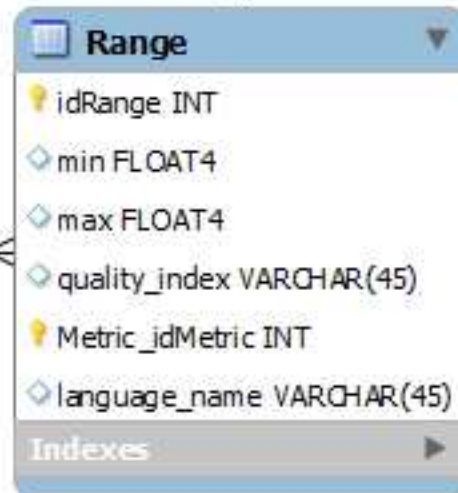 Range
idRange INT
min FLOAT4
max FLOAT4
quality_index VARCHAR(45)
Metric_idMetric INT
language_name VARCHAR(45)
Indexes